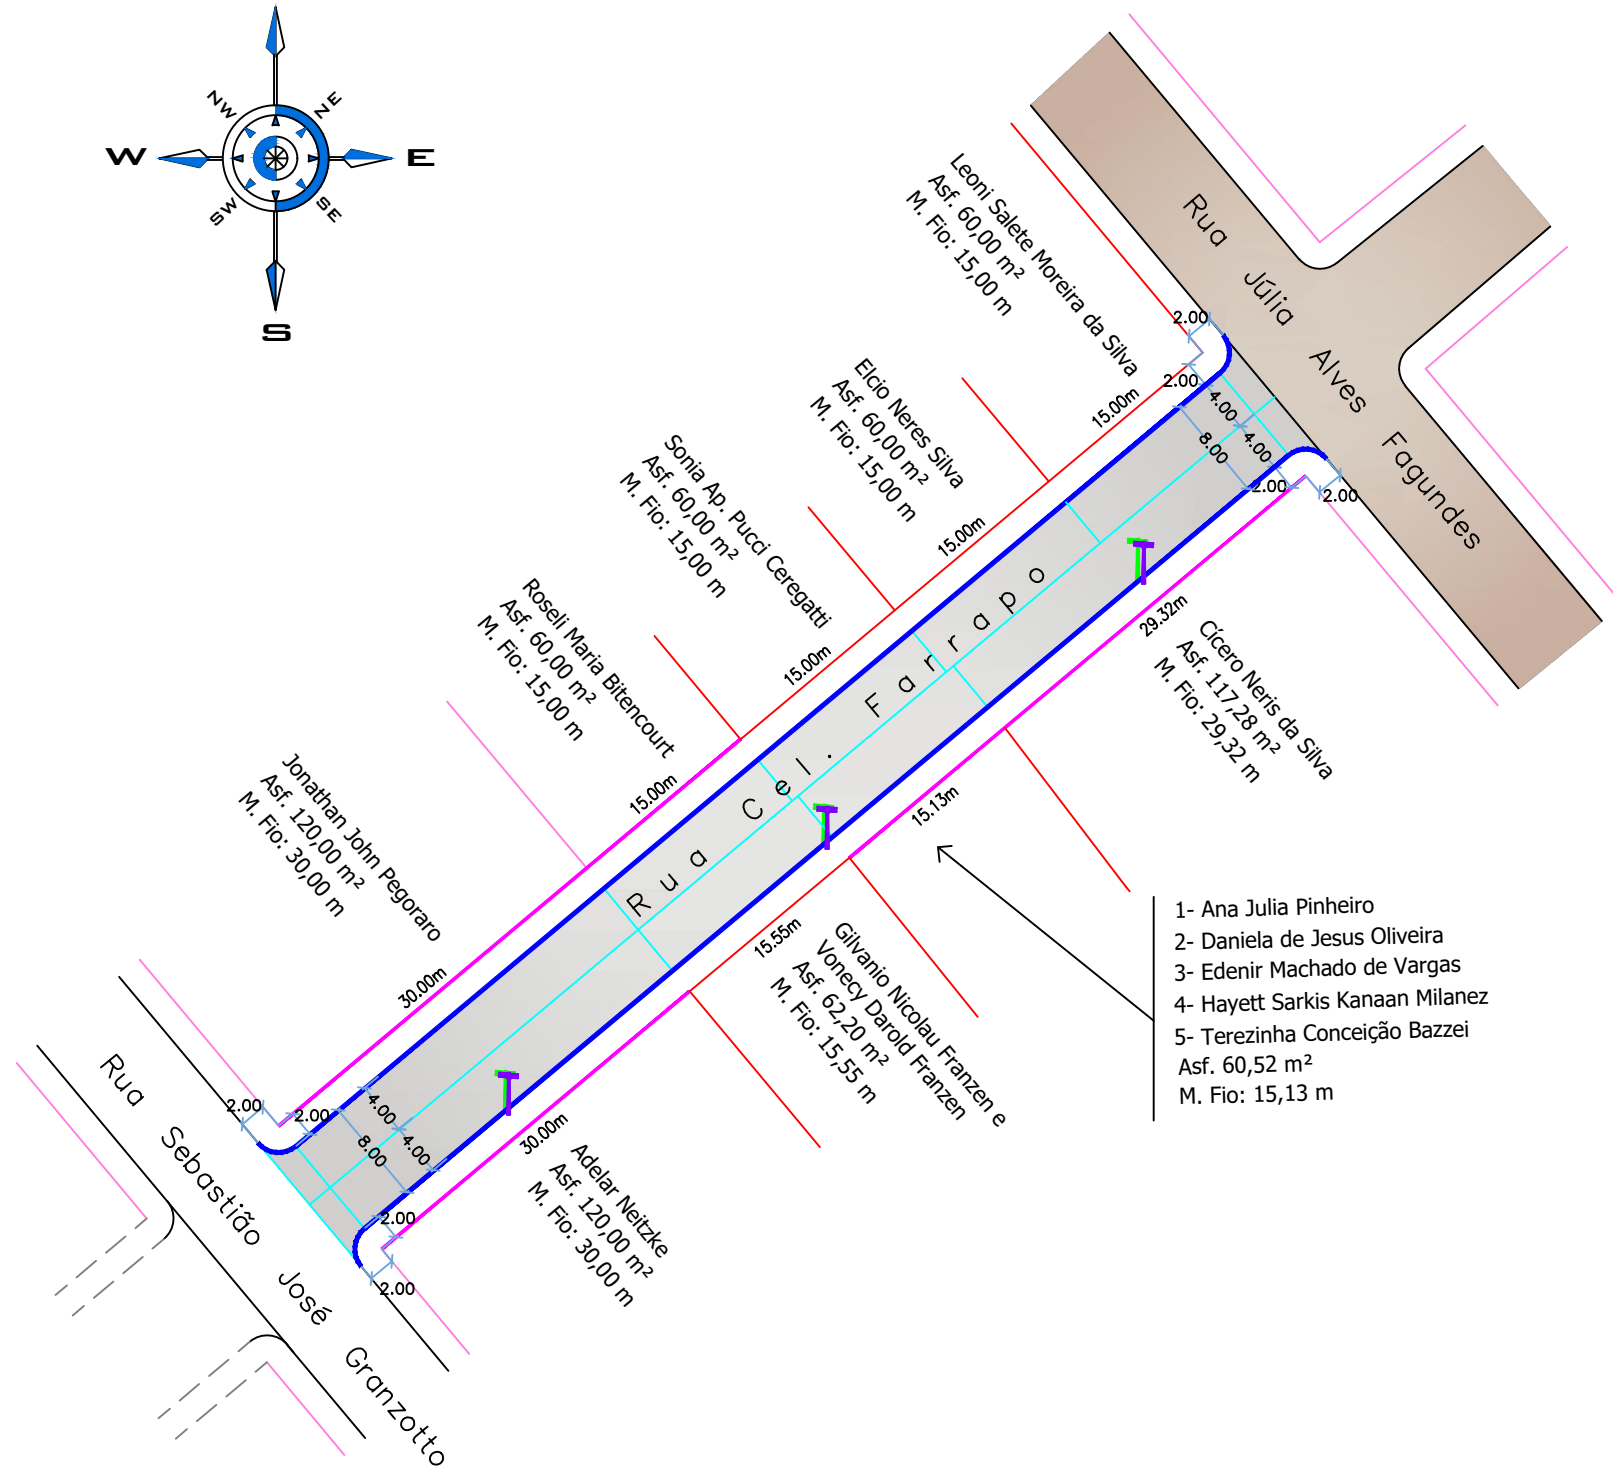 NW
NE
W
E
SW
SE
S
Rua Júlia Alves Fagundes
Leoni Salete Moreira da Silva
Asf. 60,00 m²
M. Fio: 15,00 m
Elcio Neres Silva
Asf. 60,00 m²
M. Fio: 15,00 m
Sonia Ap. Pucci Ceregatti
Asf. 60,00 m²
M. Fio: 15,00 m
Roseli Maria Bitencourt
Asf. 60,00 m²
M. Fio: 15,00 m
Jonathan John Pegoraro
Asf. 120,00 m²
M. Fio: 30,00 m
2.00
2.00
4.00
4.00
8.00
2.00
2.00
15.00m
15.00m
15.00m
15.00m
30.00m
Rua Cel. Farrapo
29.32m
15.13m
15.55m
30.00m
Cícero Neris da Silva
Asf. 117,28 m²
M. Fio: 29,32 m
1- Ana Julia Pinheiro
2- Daniela de Jesus Oliveira
3- Edenir Machado de Vargas
4- Hayett Sarkis Kanaan Milanez
5- Terezinha Conceição Bazzei
Asf. 60,52 m²
M. Fio: 15,13 m
Gilvanio Nicolau Franzen e
Vonecy Darold Franzen
Asf. 62,20 m²
M. Fio: 15,55 m
Adelar Neitzke
Asf. 120,00 m²
M. Fio: 30,00 m
2.00
2.00
4.00
4.00
8.00
2.00
2.00
Rua Sebastião José Granzotto